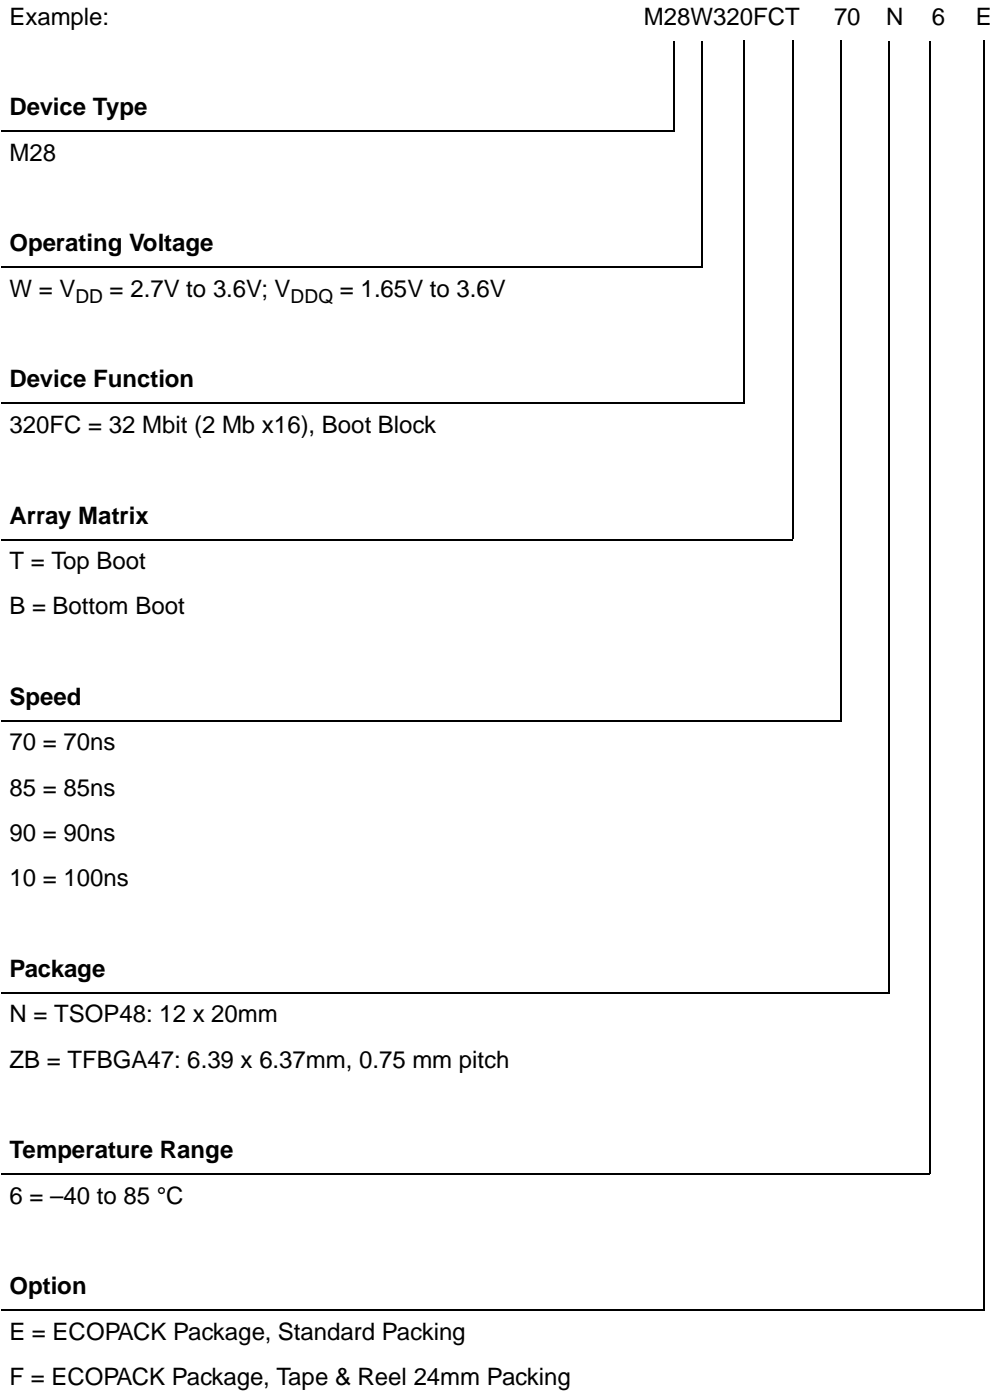 Example: M28W320FCT 70 N 6 E
Device Type
M28
Operating Voltage
W = VDD = 2.7V to 3.6V; VDDQ = 1.65V to 3.6V
Device Function
320FC = 32 Mbit (2 Mb x16), Boot Block
Array Matrix
T = Top Boot
B = Bottom Boot
Speed
70 = 70ns
85 = 85ns
90 = 90ns
10 = 100ns
Package
N = TSOP48: 12 x 20mm
ZB = TFBGA47: 6.39 x 6.37mm, 0.75 mm pitch
Temperature Range
6 = –40 to 85 °C
Option
E = ECOPACK Package, Standard Packing
F = ECOPACK Package, Tape & Reel 24mm Packing